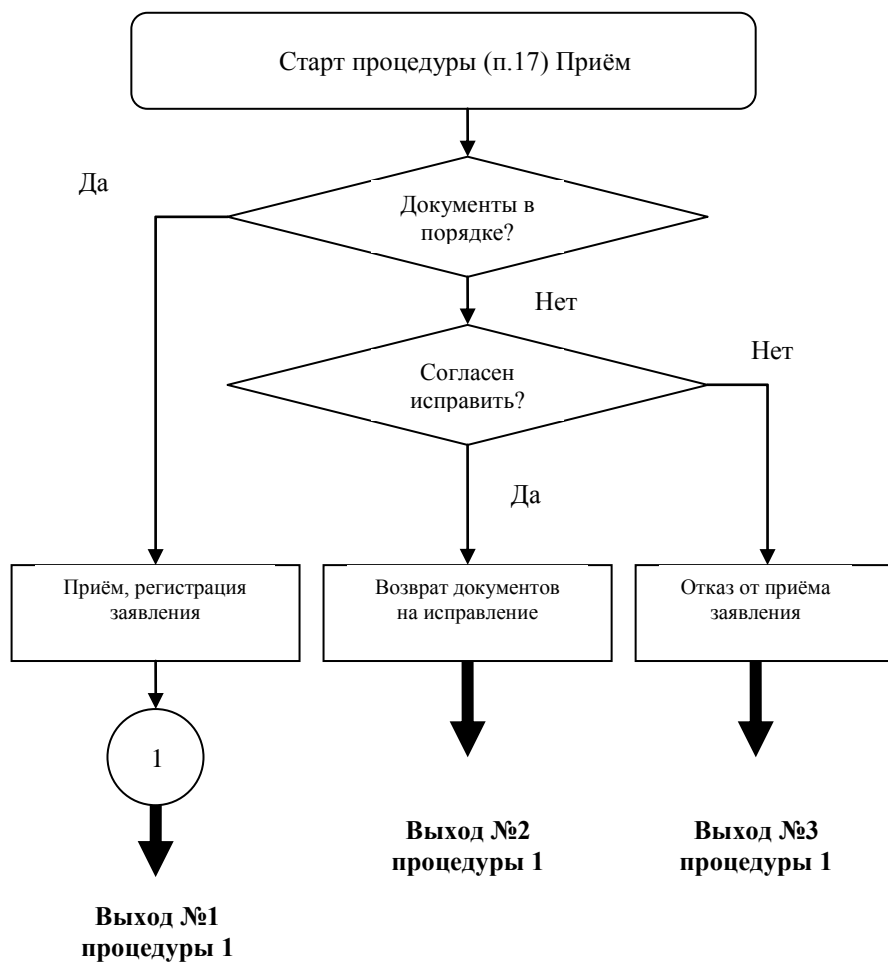 Старт процедуры (п.17) Приём
Да
Документы в
порядке?
Нет
Согласен
исправить?
Нет
Да
Приём, регистрация
заявления
Возврат документов
на исправление
Отказ от приёма
заявления
1
Выход №2
процедуры 1
Выход №3
процедуры 1
Выход №1
процедуры 1